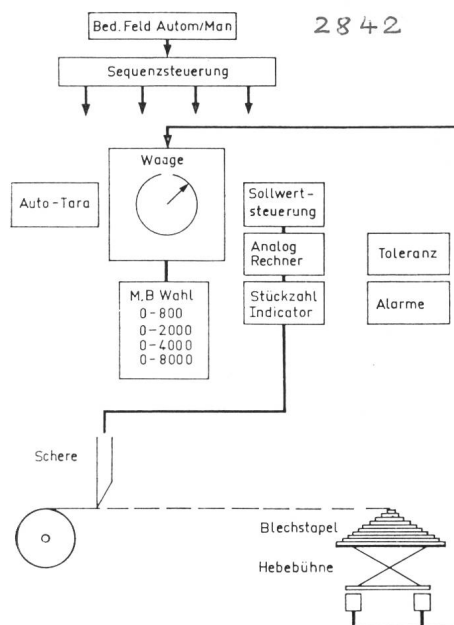 Bed. Feld Autom/Man
2842
Sequenzsteuerung
Waage
Auto-Tara
Sollwert-
steuerung
Analog
Rechner
Toleranz
M.B Wahl
0-800
0-2000
0-4000
0-8000
Stückzahl
Indicator
Alarme
Schere
Blechstapel
Hebebühne